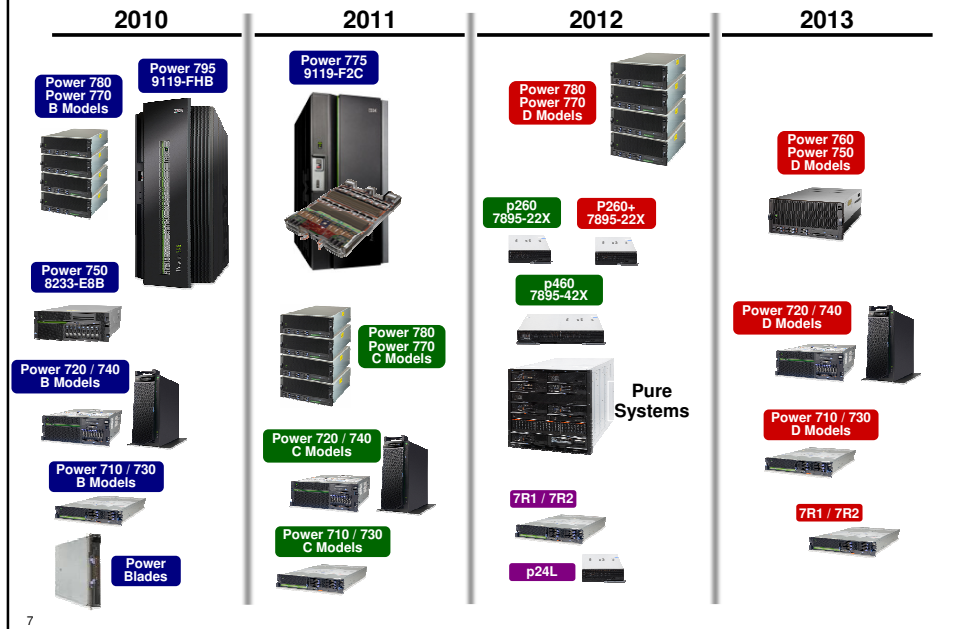 2010
2011
2012
2013
Power 780
Power 770
B Models
Power 795
9119-FHB
Power 750
8233-E8B
Power 720 / 740
B Models
Power 710 / 730
B Models
Power
Blades
Power 775
9119-F2C
Power 780
Power 770
C Models
Power 720 / 740
C Models
Power 710 / 730
C Models
Power 780
Power 770
D Models
p260
7895-22X
P260+
7895-22X
p460
7895-42X
Pure
Systems
7R1 / 7R2
p24L
Power 760
Power 750
D Models
Power 720 / 740
D Models
Power 710 / 730
D Models
7R1 / 7R2
7